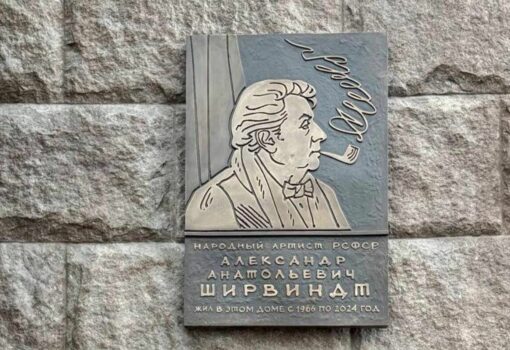 НАРОДНЫЙ АРТИСТ РСФСР
АЛЕКСАНДР
АНАТОЛЬЕВИЧ
ШИРВИНДТ
ЖИЛ В ЭТОМ ДОМЕ С 1966 ПО 2024 ГОД